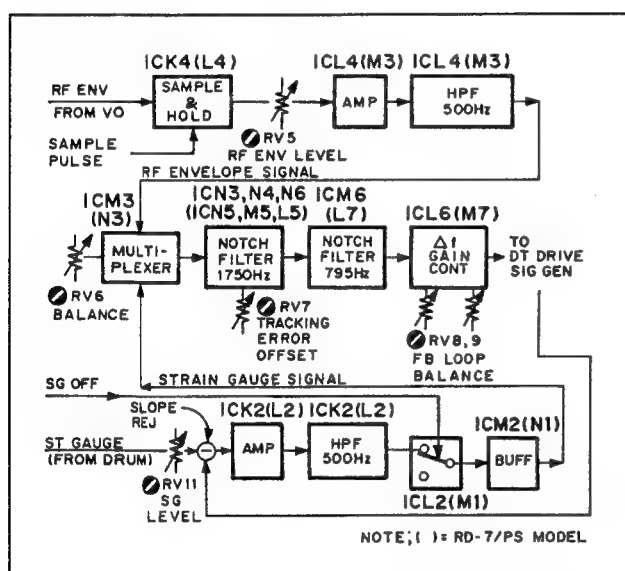 ICK4(L4)
RF ENV
FROM VO
SAMPLE
&
HOLD
SAMPLE
PULSE
RV5
RF ENV LEVEL
ICL4(M3)
AMP
ICL4(M3)
HPF
500Hz
RF ENVELOPE SIGNAL
ICM3
(N3)
MULTI-
PLEXER
RV6
BALANCE
ICN3,N4,N6
(ICN5,M5,L5)
NOTCH
FILTER
1750Hz
RV7
TRACKING
ERROR
OFFSET
ICM6
(L7)
NOTCH
FILTER
795Hz
ICL6(M7)
Δf
GAIN
CONT
RV8,9
FB LOOP
BALANCE
TO
DT DRIVE
SIG GEN
STRAIN GAUGE SIGNAL
SG OFF
SLOPE
REJ
ST GAUGE
(FROM DRUM)
RV11
SG
LEVEL
ICK2(L2)
AMP
ICK2(L2)
HPF
500Hz
ICL2(M1)
ICM2(N1)
BUFF
NOTE;( )=RD-7/PS MODEL